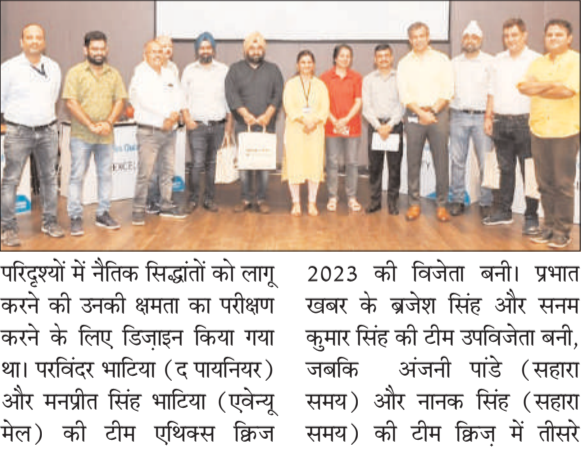 EXCEL
परिदृश्यों में नैतिक सिद्धांतों को लागू
करने की उनकी क्षमता का परीक्षण
करने के लिए डिज़ाइन किया गया
था। परविंदर भाटिया (द पायनियर)
और मनप्रीत सिंह भाटिया (एवेन्यू
मेल) की टीम एथिक्स क्विज
2023 की विजेता बनी। प्रभात
खबर के ब्रजेश सिंह और सनम
कुमार सिंह की टीम उपविजेता बनी,
जबकि अंजनी पांडे (सहारा
समय) और नानक सिंह (सहारा
समय) की टीम क्विज़ में तीसरे